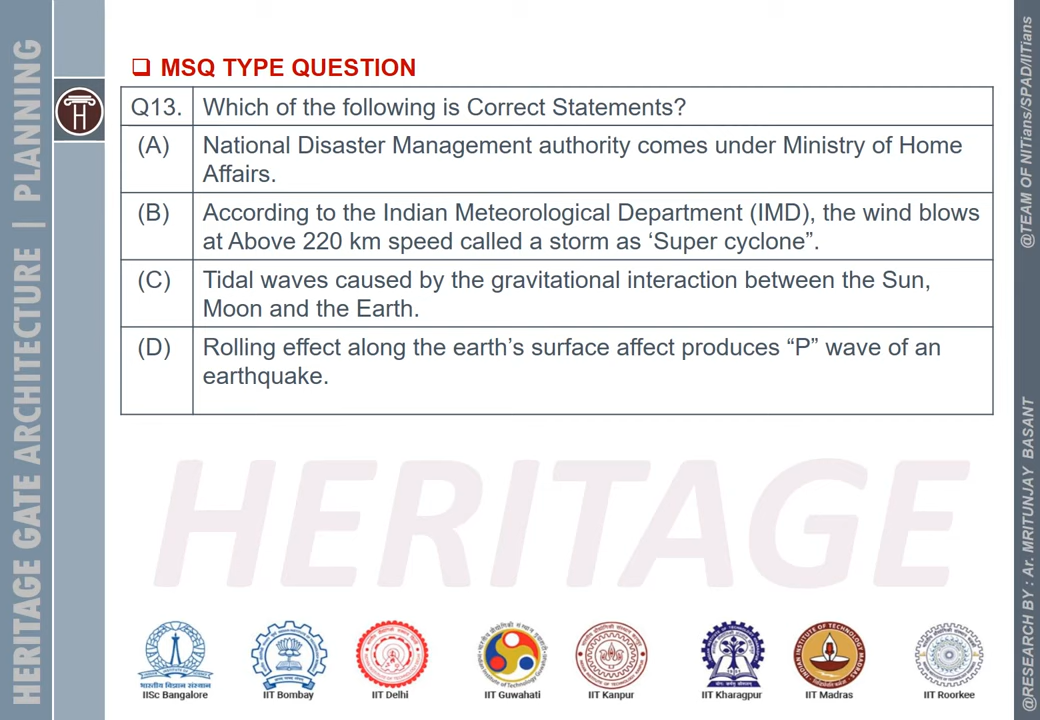 HERITAGE GATE ARCHITECTURE | PLANNING
❑ MSQ TYPE QUESTION
Q13. Which of the following is Correct Statements?
(A) National Disaster Management authority comes under Ministry of Home
Affairs.
(B) According to the Indian Meteorological Department (IMD), the wind blows
at Above 220 km speed called a storm as ‘Super cyclone”.
(C) Tidal waves caused by the gravitational interaction between the Sun,
Moon and the Earth.
(D) Rolling effect along the earth’s surface affect produces “P” wave of an
earthquake.
HERITAGE
IISc Bangalore
IIT Bombay
IIT Delhi
IIT Guwahati
IIT Kanpur
IIT Kharagpur
IIT Madras
IIT Roorkee
@RESEARCH BY : Ar. MRITUNJAY BASANT
@TEAM OF NITians/SPAD/IITians